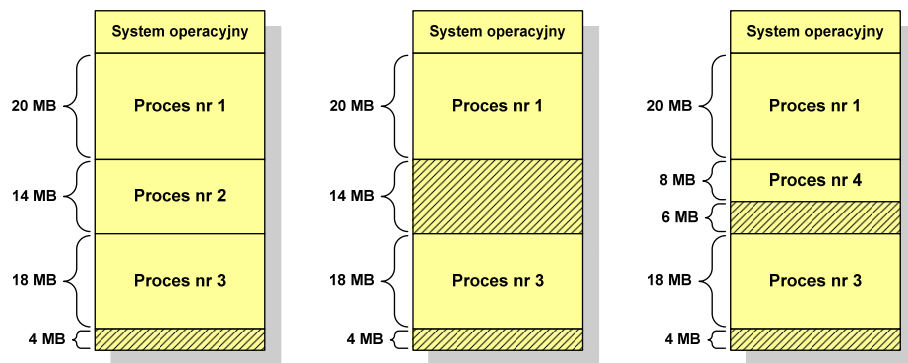 System operacyjny
20 MB
Proces nr 1
14 MB
Proces nr 2
18 MB
Proces nr 3
4 MB
System operacyjny
20 MB
Proces nr 1
14 MB
18 MB
Proces nr 3
4 MB
System operacyjny
20 MB
Proces nr 1
8 MB
Proces nr 4
6 MB
18 MB
Proces nr 3
4 MB